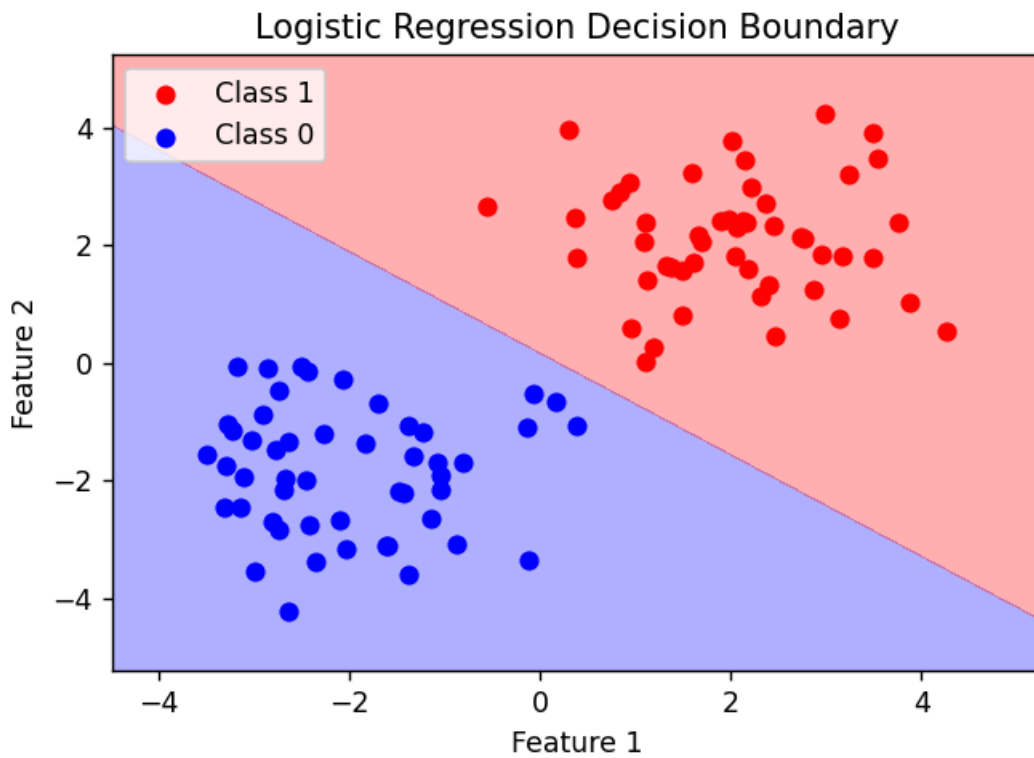 Logistic Regression Decision Boundary
Class 1
Class 0
4
2
0
−2
−4
Feature 2
−4 −2 0 2 4
Feature 1